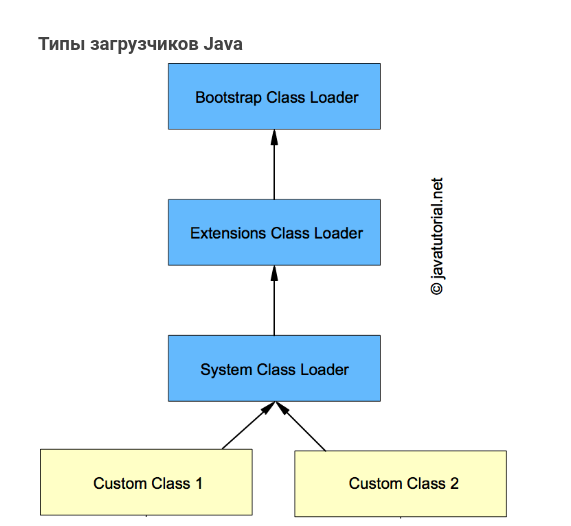 Типы загрузчиков Java
Bootstrap Class Loader
Extensions Class Loader
© javatutorial.net
System Class Loader
Custom Class 1
Custom Class 2